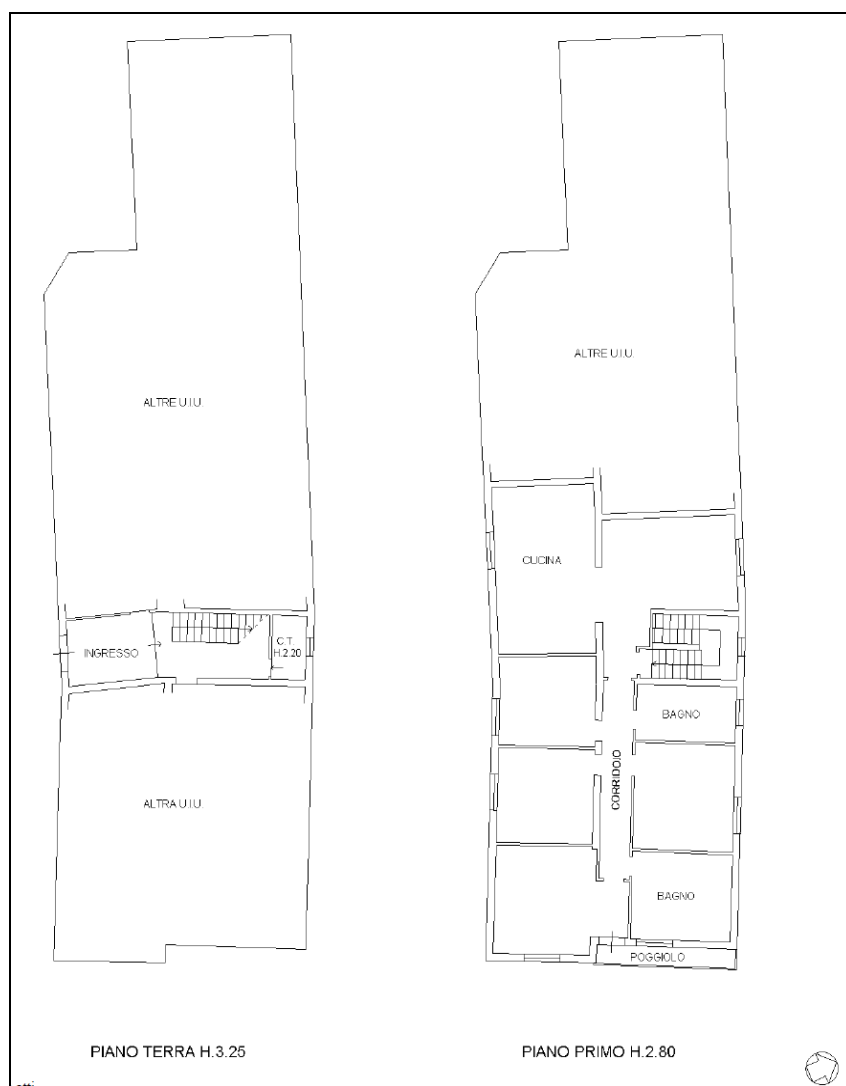 ALTRE U.I.U.
INGRESSO
C.T.
H.2.20
ALTRA U.I.U.
PIANO TERRA H.3.25
ALTRE U.I.U.
CUCINA
BAGNO
CORRIDOIO
BAGNO
POGGIOLO
PIANO PRIMO H.2.80